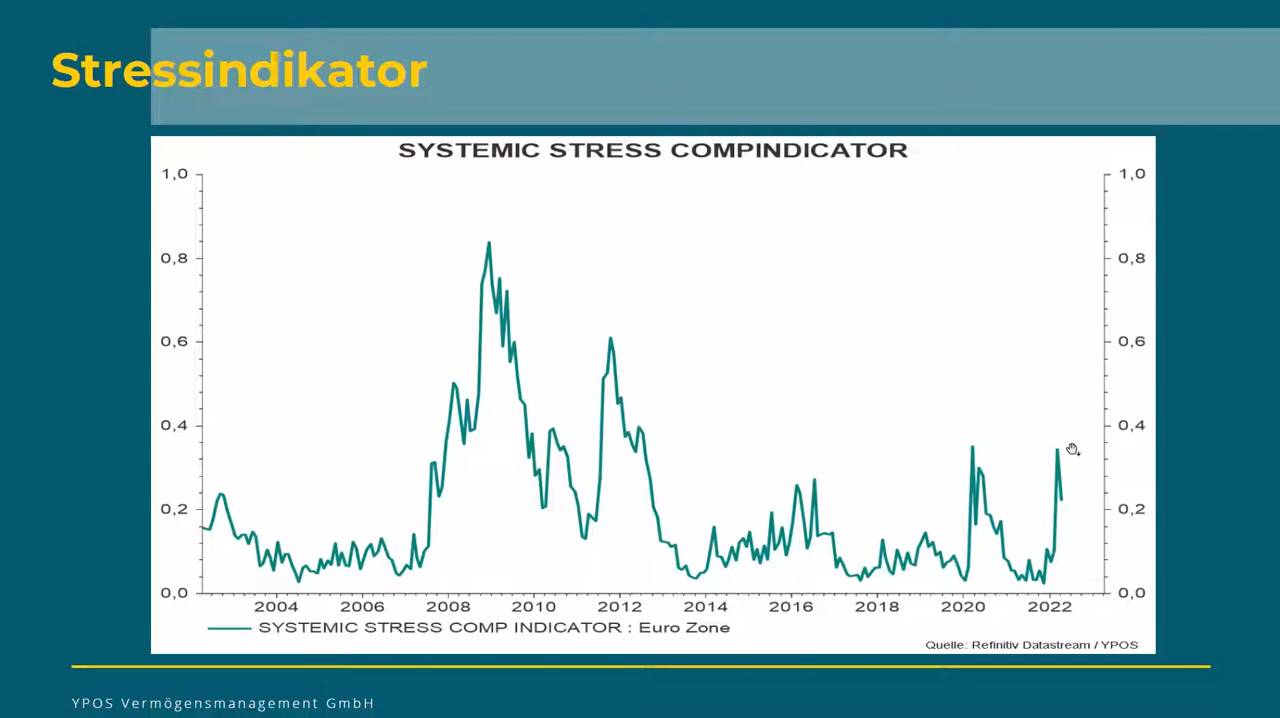 Stressindikator
SYSTEMIC STRESS COMPINDICATOR
1,0 1,0
0,8 0,8
0,6 0,6
0,4 0,4
0,2 0,2
0,0 0,0
2004 2006 2008 2010 2012 2014 2016 2018 2020 2022
SYSTEMIC STRESS COMP INDICATOR : Euro Zone
Quelle: Refinitiv Datastream / YPOS
YPOS Vermögensmanagement GmbH